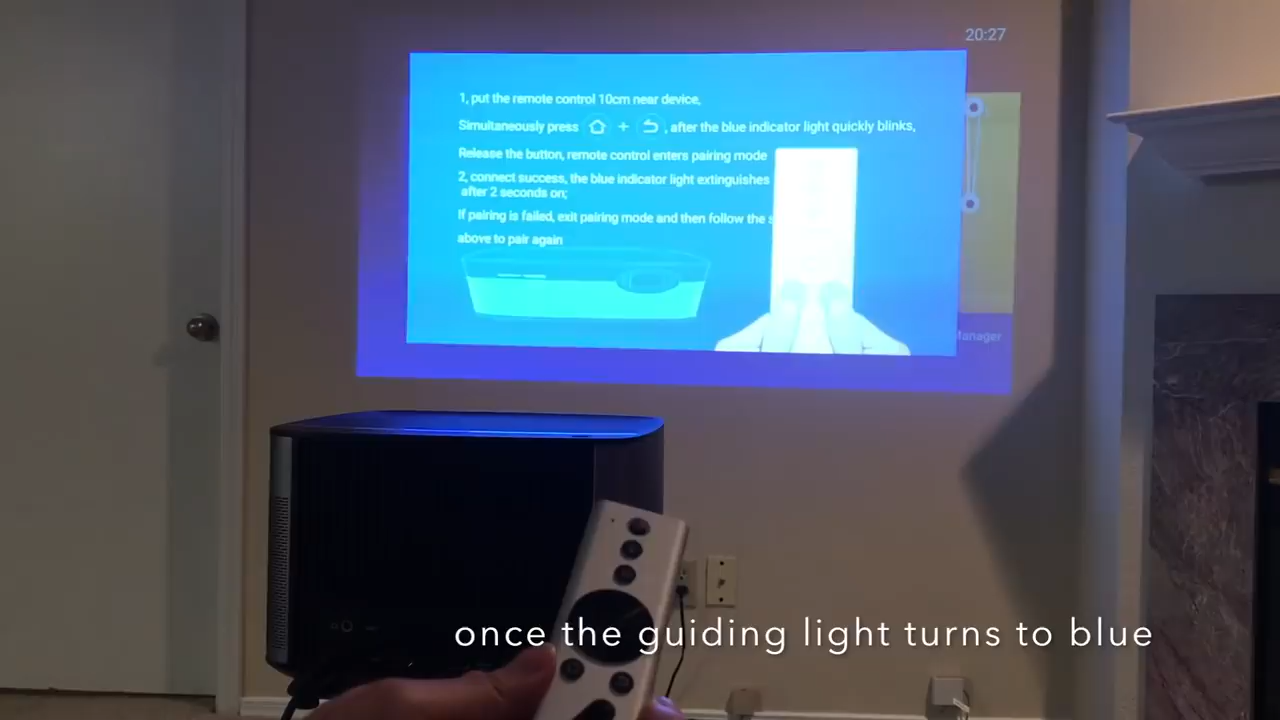 20:27
1, put the remote control 10cm near device,
Simultaneously press + , after the blue indicator light quickly blinks,
Release the button, remote control enters pairing mode
2, connect success, the blue indicator light extinguishes
after 2 seconds on;
If pairing is failed, exit pairing mode and then follow the s
above to pair again
Manager
once the guiding light turns to blue